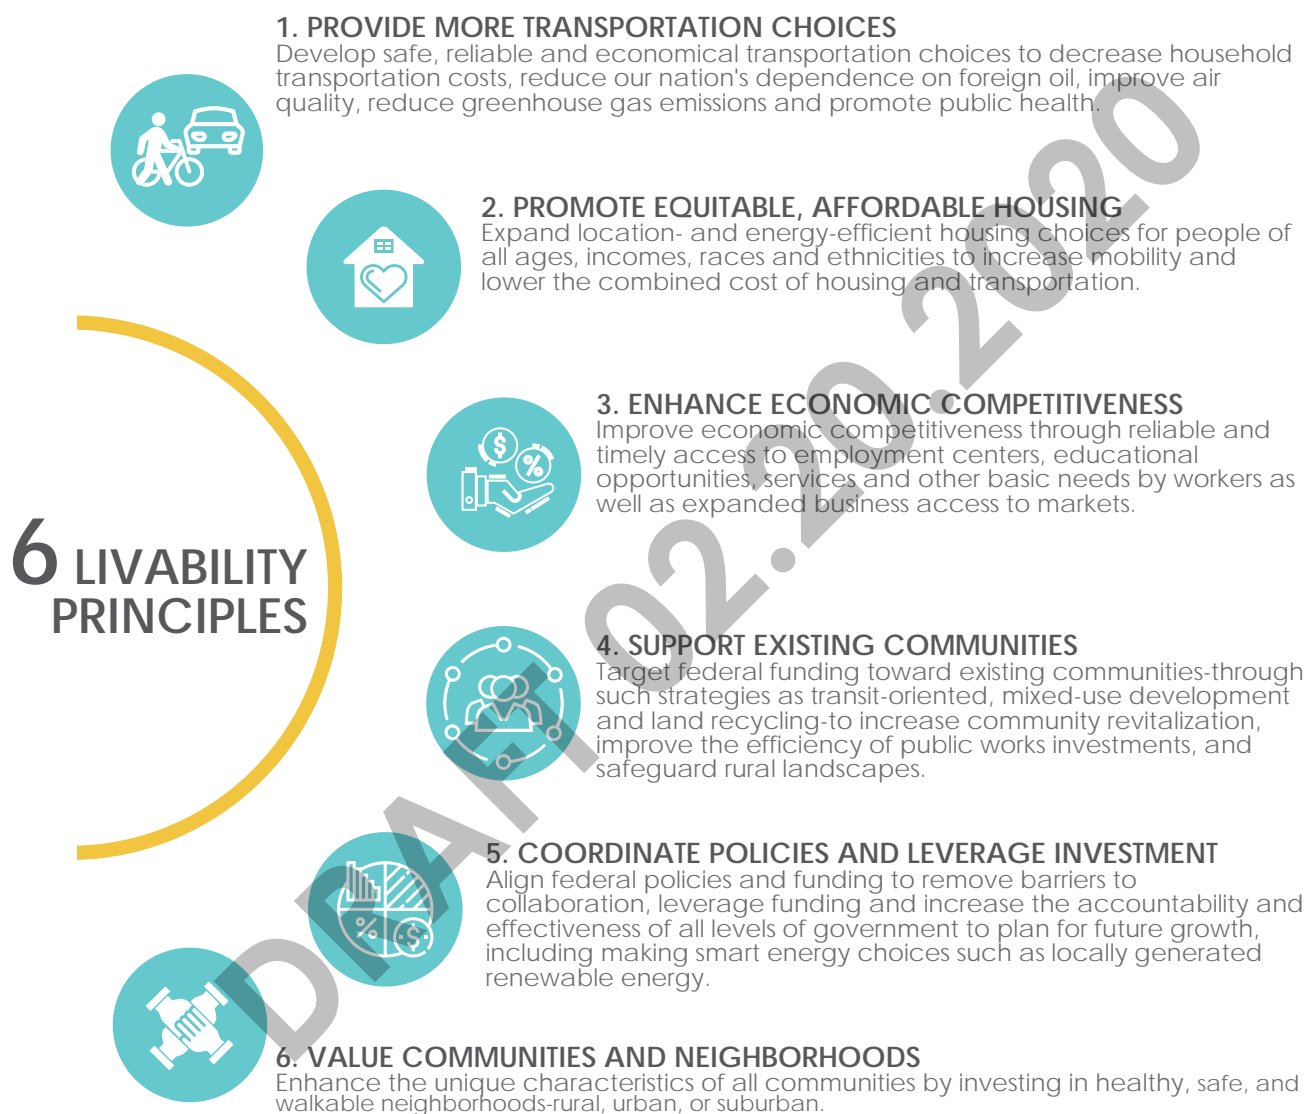 1. PROVIDE MORE TRANSPORTATION CHOICES
Develop safe, reliable and economical transportation choices to decrease household
transportation costs, reduce our nation's dependence on foreign oil, improve air
quality, reduce greenhouse gas emissions and promote public health.
2. PROMOTE EQUITABLE, AFFORDABLE HOUSING
Expand location- and energy-efficient housing choices for people of
all ages, incomes, races and ethnicities to increase mobility and
lower the combined cost of housing and transportation.
3. ENHANCE ECONOMIC COMPETITIVENESS
Improve economic competitiveness through reliable and
timely access to employment centers, educational
opportunities, services and other basic needs by workers as
well as expanded business access to markets.
6 LIVABILITY
PRINCIPLES
4. SUPPORT EXISTING COMMUNITIES
Target federal funding toward existing communities-through
such strategies as transit-oriented, mixed-use development
and land recycling-to increase community revitalization,
improve the efficiency of public works investments, and
safeguard rural landscapes.
5. COORDINATE POLICIES AND LEVERAGE INVESTMENT
Align federal policies and funding to remove barriers to
collaboration, leverage funding and increase the accountability and
effectiveness of all levels of government to plan for future growth,
including making smart energy choices such as locally generated
renewable energy.
6. VALUE COMMUNITIES AND NEIGHBORHOODS
Enhance the unique characteristics of all communities by investing in healthy, safe, and
walkable neighborhoods-rural, urban, or suburban.
DRAFT 02.20.2020